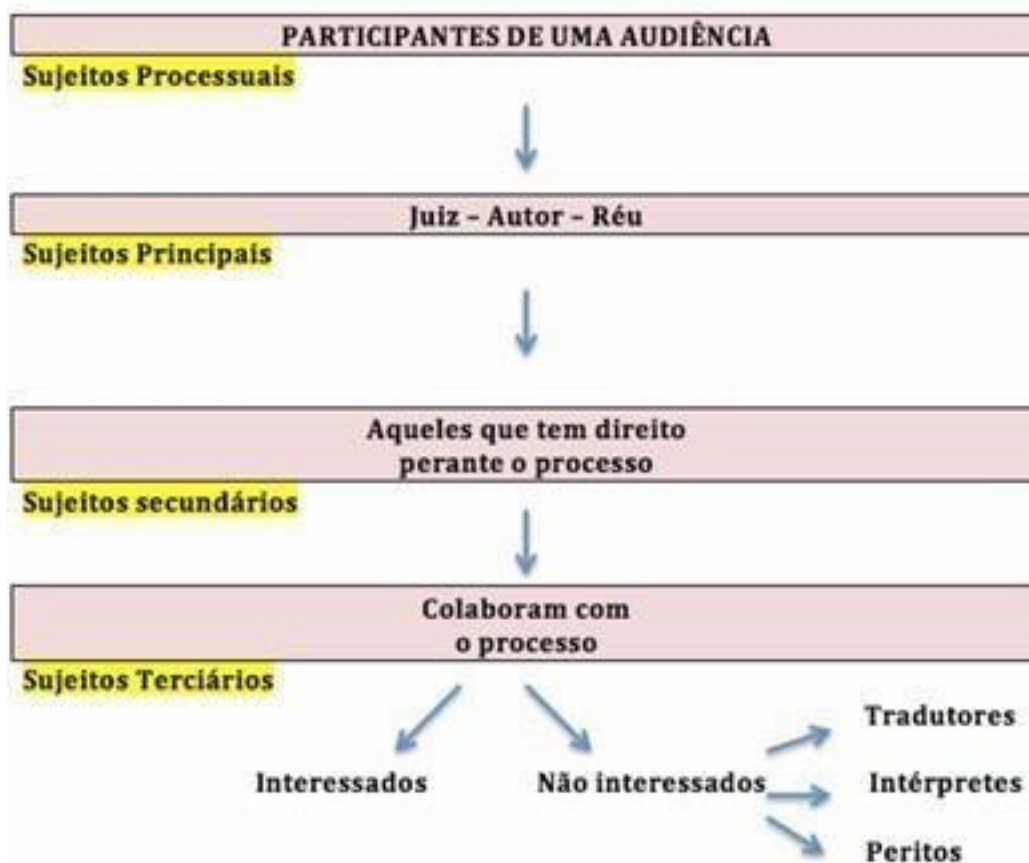 PARTICIPANTES DE UMA AUDIÊNCIA
Sujeitos Processuais
Juiz – Autor – Réu
Sujeitos Principais
Aqueles que tem direito
perante o processo
Sujeitos secundários
Colaboram com
o processo
Sujeitos Terciários
Tradutores
Interessados
Não interessados
Intérpretes
Peritos